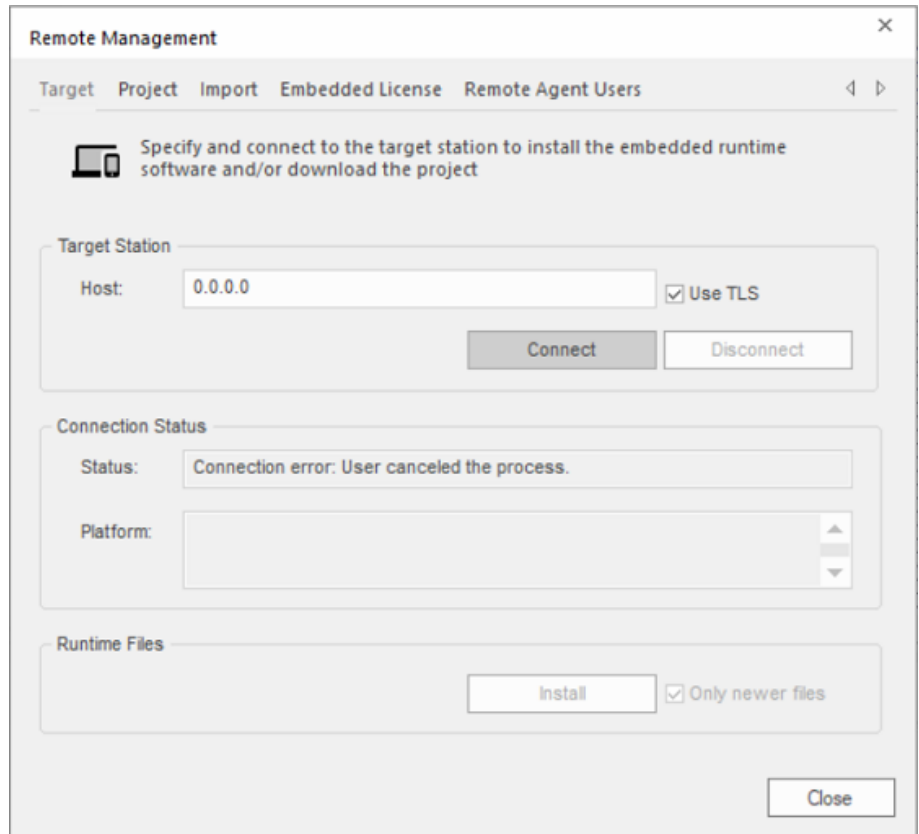 Remote Management
Target Project Import Embedded License Remote Agent Users
Specify and connect to the target station to install the embedded runtime
software and/or download the project
Target Station
Host: 0.0.0.0 Use TLS
Connect Disconnect
Connection Status
Status: Connection error: User canceled the process.
Platform:
Runtime Files
Install Only newer files
Close